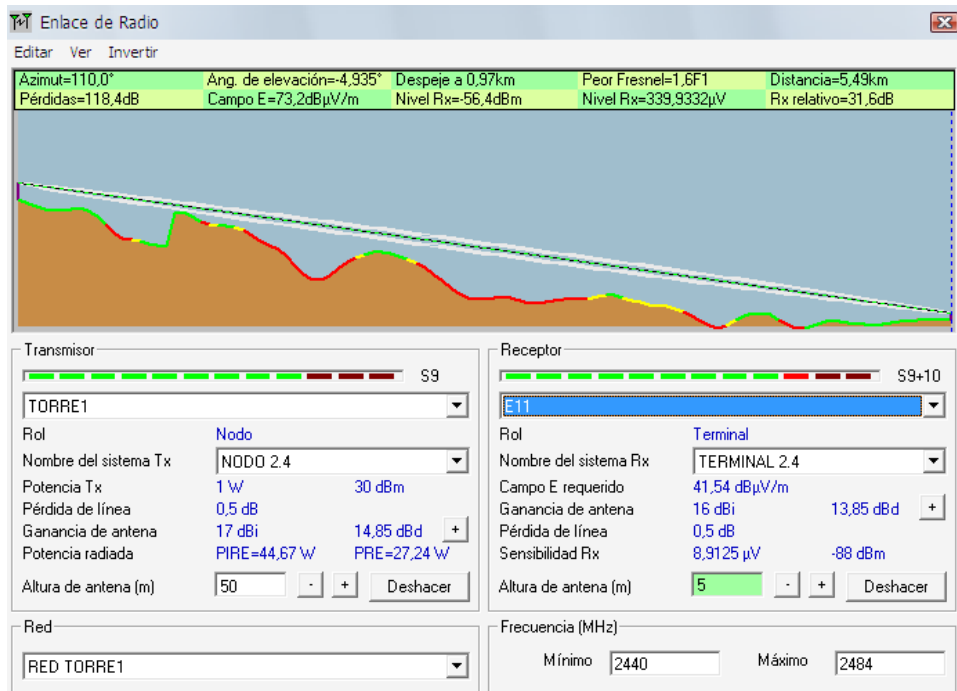 Enlace de Radio
Editar Ver Invertir
Azimut=110,0° Ang. de elevación=-4,935° Despeje a 0,97km Peor Fresnel=1,6F1 Distancia=5,49km
Pérdidas=118,4dB Campo E=73,2dBµV/m Nivel Rx=-56,4dBm Nivel Rx=339,9332µV Rx relativo=31,6dB
Transmisor
S9
TORRE1
Rol Nodo
Nombre del sistema Tx NODO 2.4
Potencia Tx 1 W 30 dBm
Pérdida de línea 0,5 dB
Ganancia de antena 17 dBi 14,85 dBd +
Potencia radiada PIRE=44,67 W PRE=27,24 W
Altura de antena (m) 50 - + Deshacer
Red
RED TORRE1
Receptor
S9+10
E11
Rol Terminal
Nombre del sistema Rx TERMINAL 2.4
Campo E requerido 41,54 dBµV/m
Ganancia de antena 16 dBi 13,85 dBd +
Pérdida de línea 0,5 dB
Sensibilidad Rx 8,9125 µV -88 dBm
Altura de antena (m) 5 - + Deshacer
Frecuencia (MHz)
Mínimo 2440 Máximo 2484